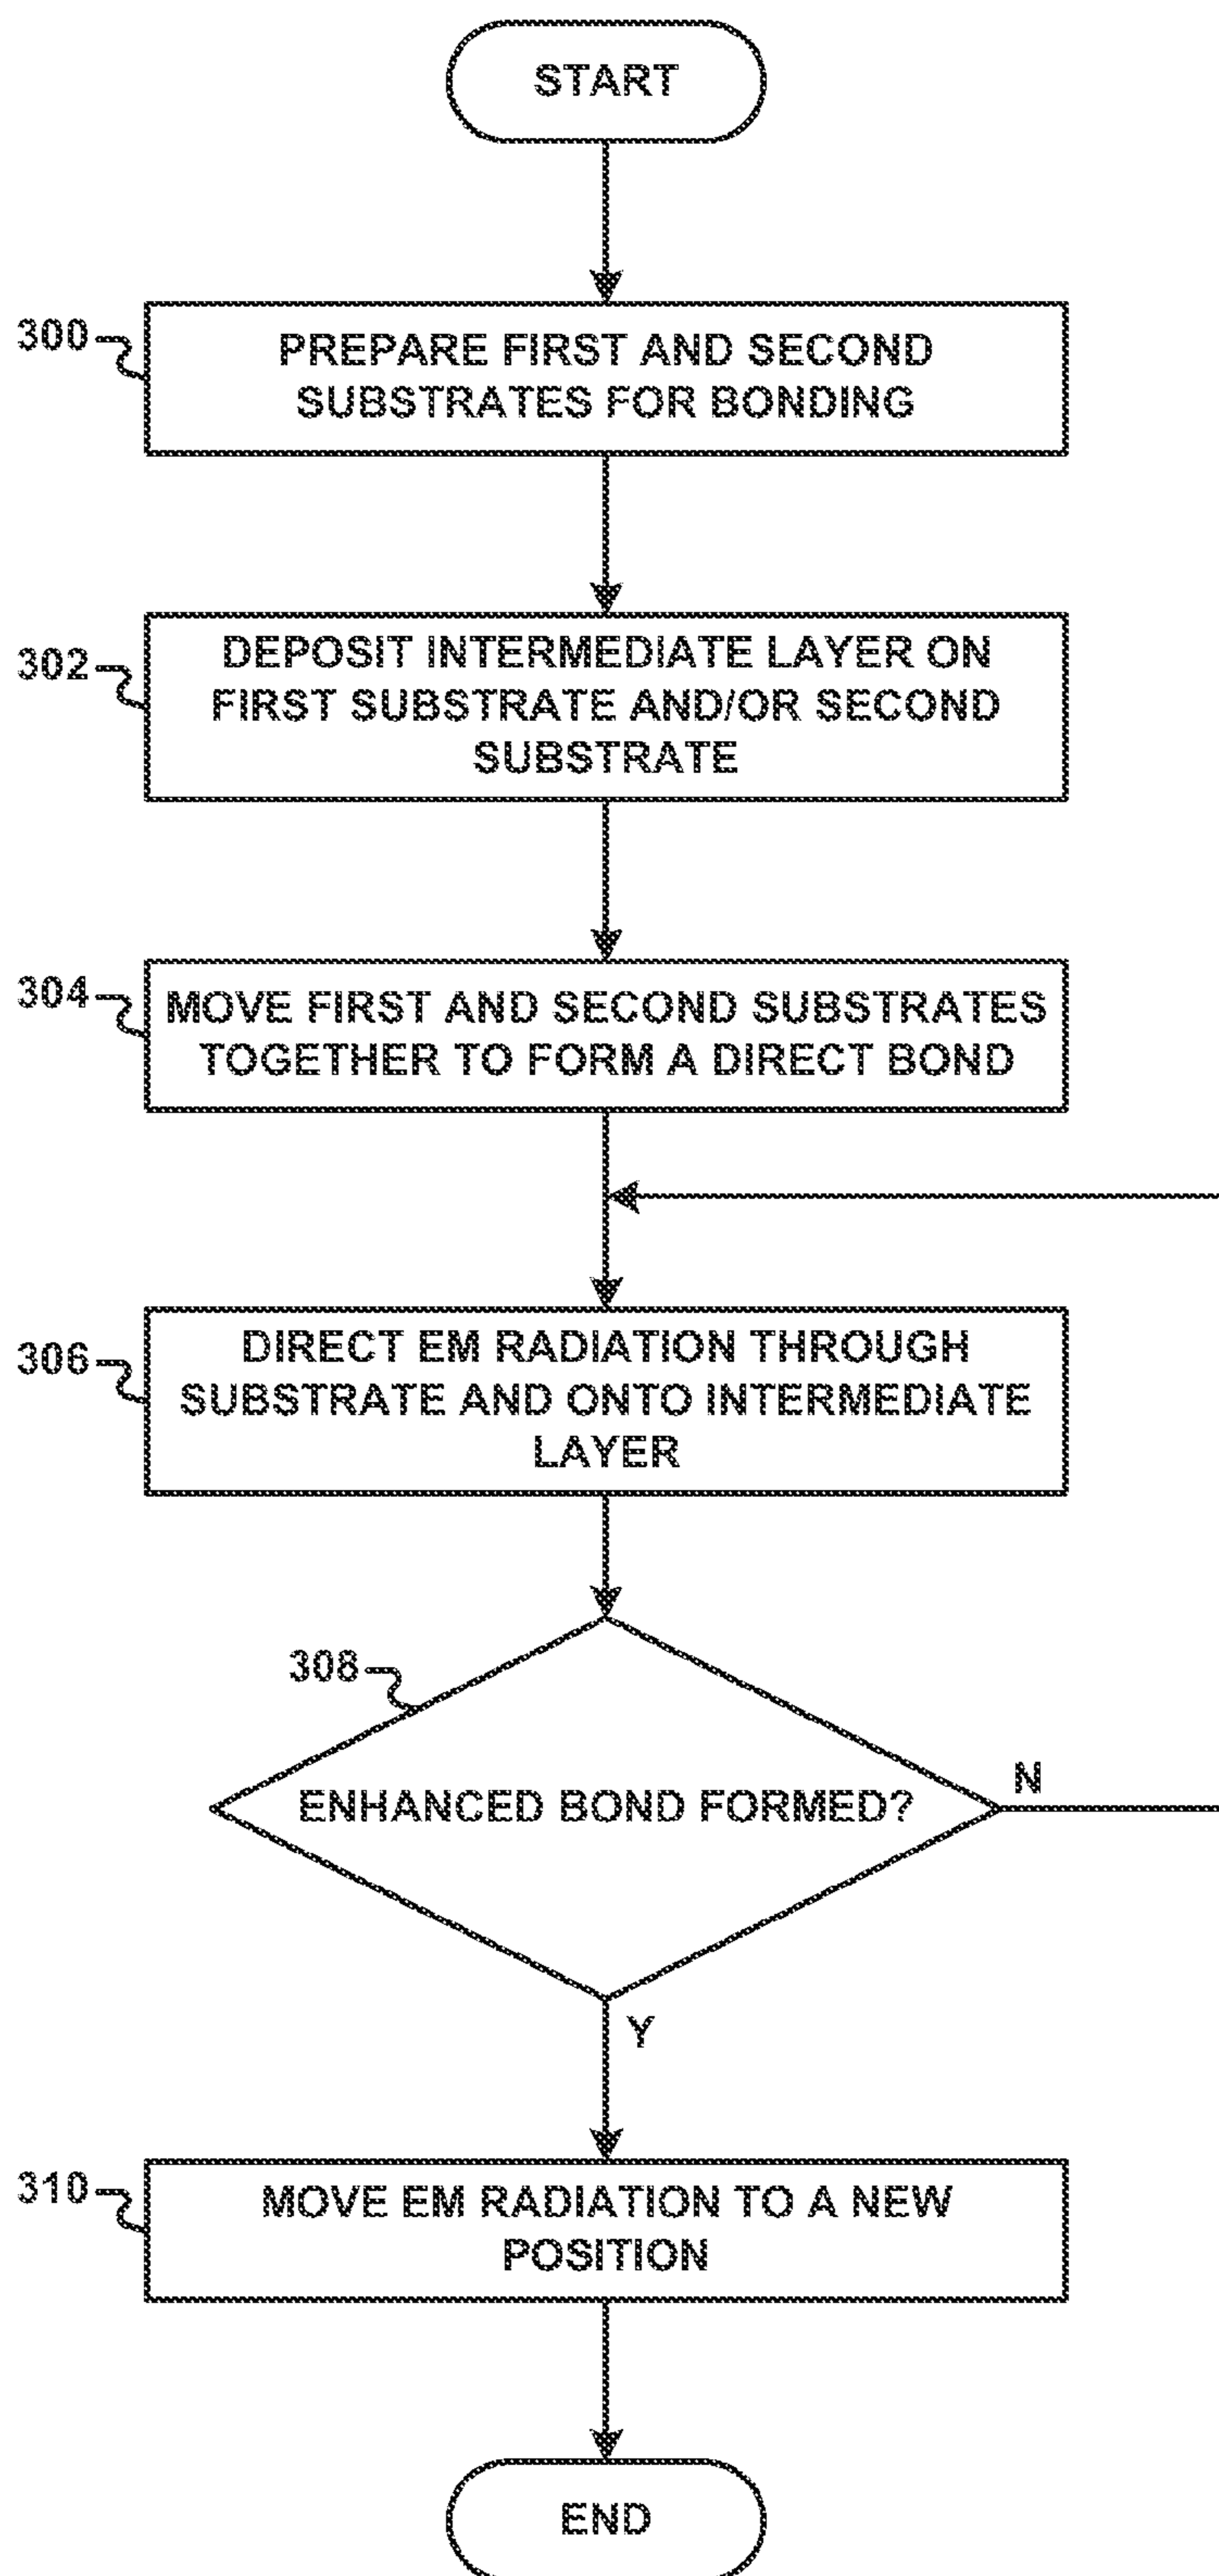 START
300
PREPARE FIRST AND SECOND
SUBSTRATES FOR BONDING
302
DEPOSIT INTERMEDIATE LAYER ON
FIRST SUBSTRATE AND/OR SECOND
SUBSTRATE
304
MOVE FIRST AND SECOND SUBSTRATES
TOGETHER TO FORM A DIRECT BOND
306
DIRECT EM RADIATION THROUGH
SUBSTRATE AND ONTO INTERMEDIATE
LAYER
308
ENHANCED BOND FORMED?
N
Y
310
MOVE EM RADIATION TO A NEW
POSITION
END